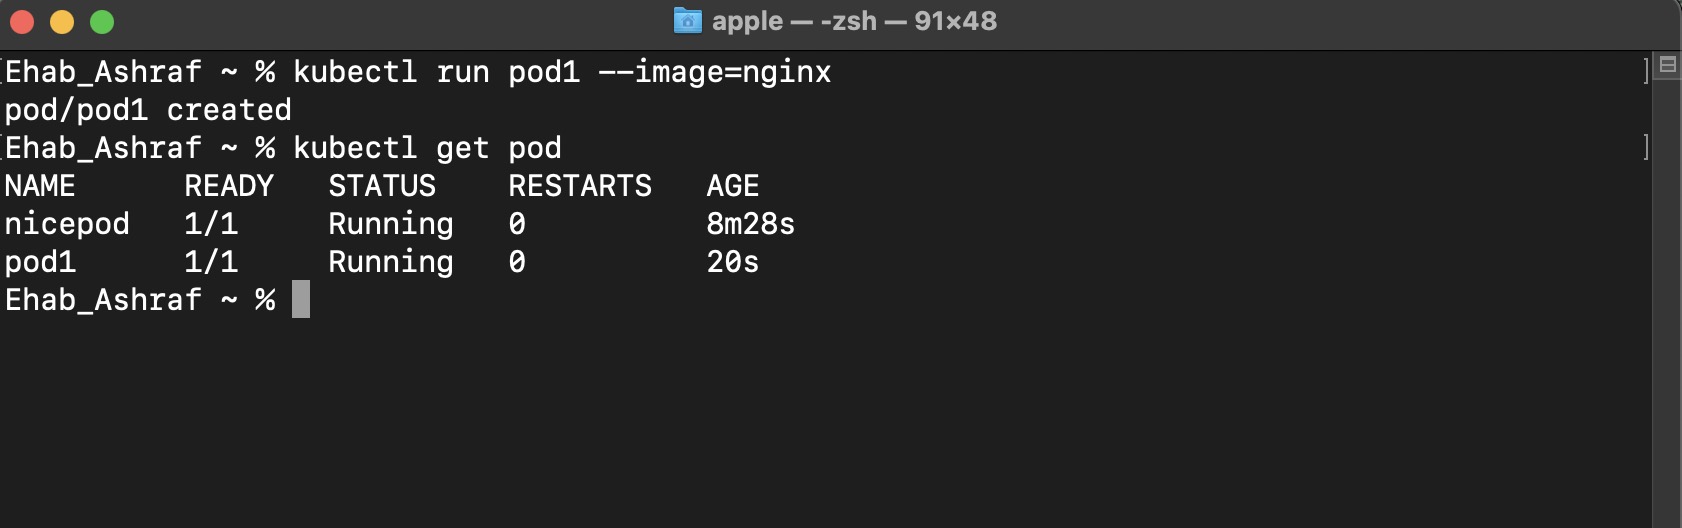 apple — -zsh — 91×48
Ehab_Ashraf ~ % kubectl run pod1 --image=nginx
pod/pod1 created
Ehab_Ashraf ~ % kubectl get pod
NAME      READY   STATUS    RESTARTS   AGE
nicepod   1/1     Running   0          8m28s
pod1      1/1     Running   0          20s
Ehab_Ashraf ~ %